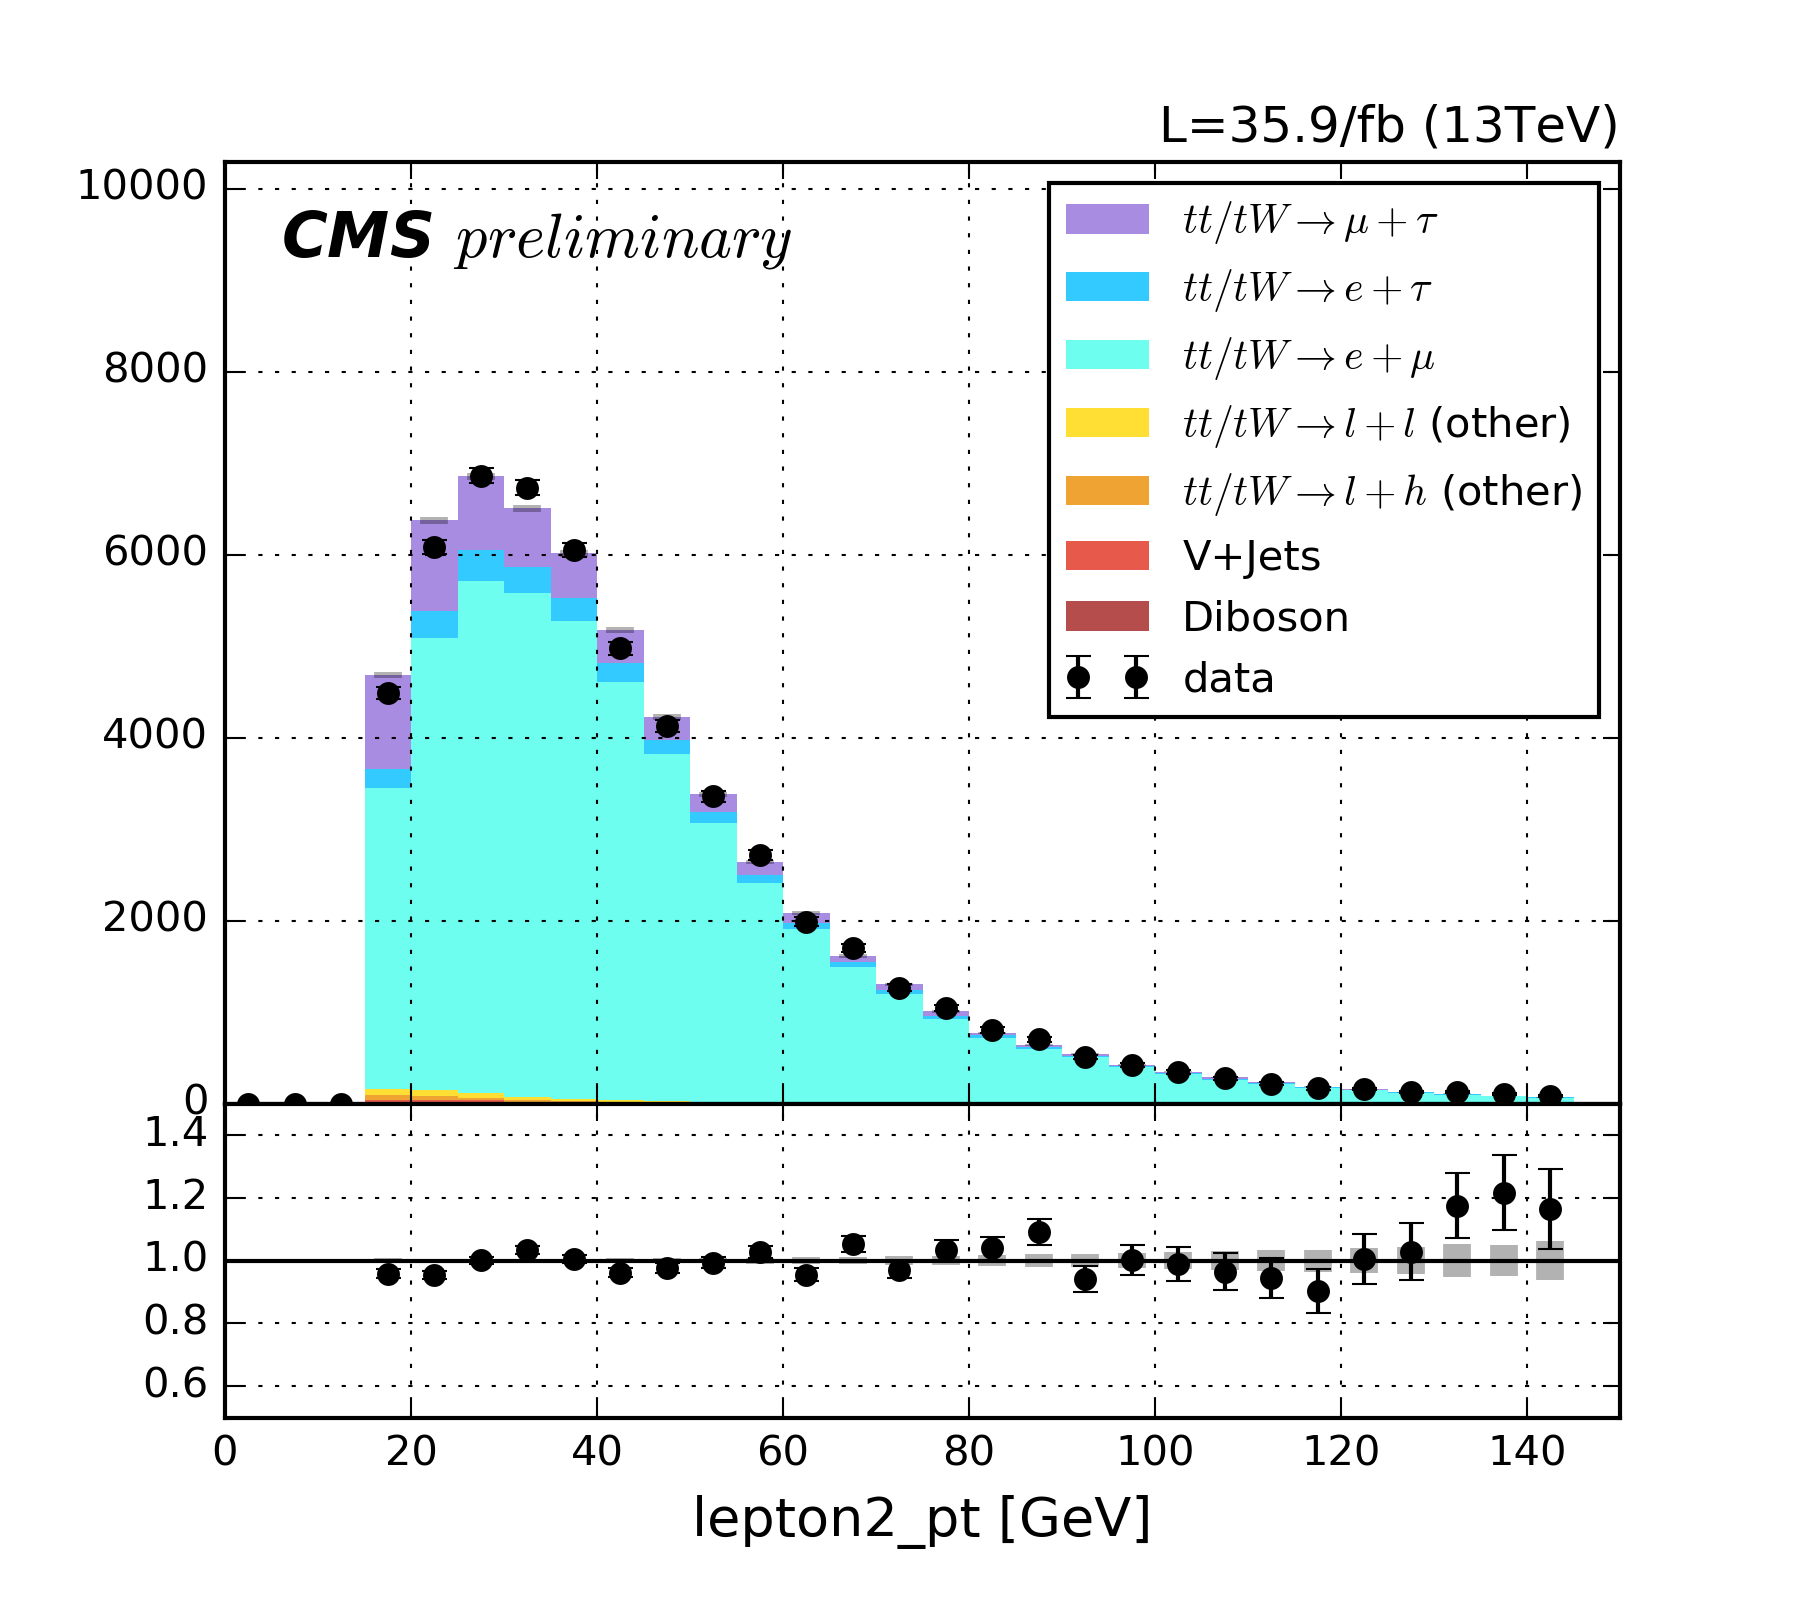 L=35.9/fb (13TeV)
CMS preliminary
10000
8000
6000
4000
2000
0
tt/tW→μ+τ
tt/tW→e+τ
tt/tW→e+μ
tt/tW→l+l (other)
tt/tW→l+h (other)
V+Jets
Diboson
data
1.4
1.2
1.0
0.8
0.6
0 20 40 60 80 100 120 140
lepton2_pt [GeV]